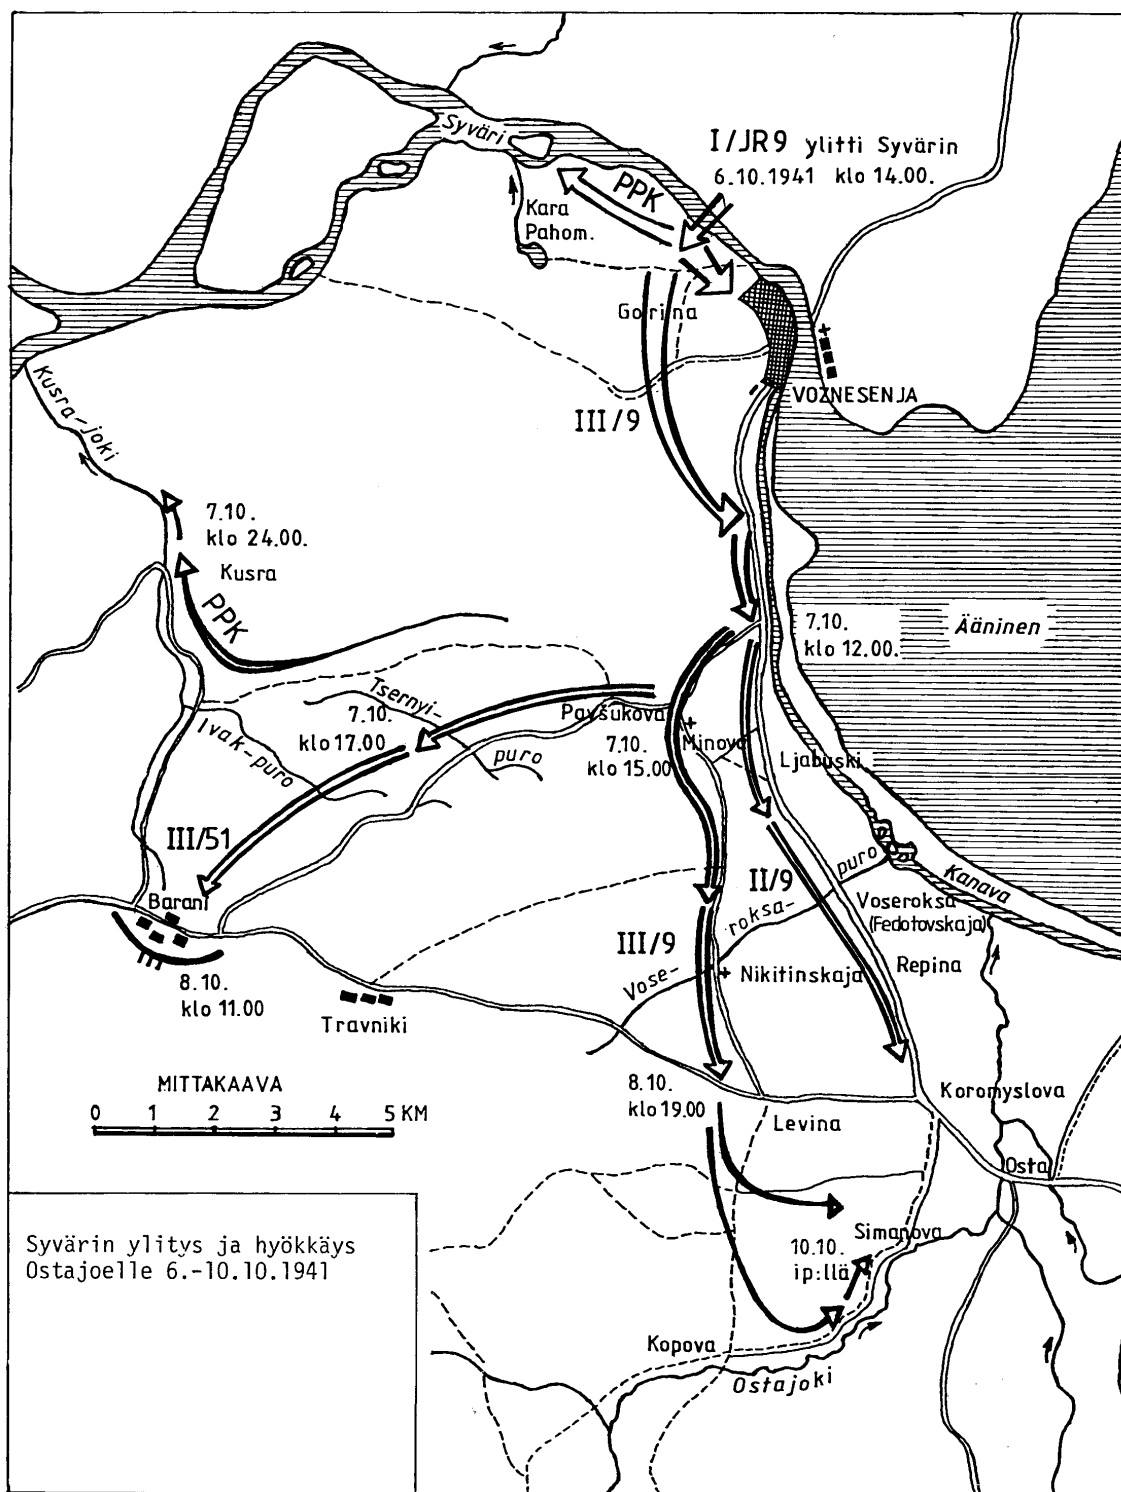 Syväri
I/JR9 ylitti Syvärin
6.10.1941 klo 14.00.
PPK
Kara
Pahom.
Goriina
VOZNESENJA
Kusra-joki
III/9
7.10.
klo 24.00.
Kusra
PPK
7.10.
klo 12.00.
Ääninen
Tsernyi-
puro
7.10.
klo 17.00
Ivak-puro
Pavšukova
Minova
7.10.
klo 15.00
Ljabuski
III/51
Barani
8.10.
klo 11.00
Travniki
II/9
Vose-
roksa-
puro
Kanava
Voseroksa
(Fedotovskaja)
Repina
III/9
Nikitinskaja
MITTAKAAVA
0 1 2 3 4 5 KM
8.10.
klo 19.00
Koromyslova
Levina
Osta
Simanova
10.10.
ip:llä
Kopova
Ostajoki
Syvärin ylitys ja hyökkäys
Ostajoelle 6.-10.10.1941